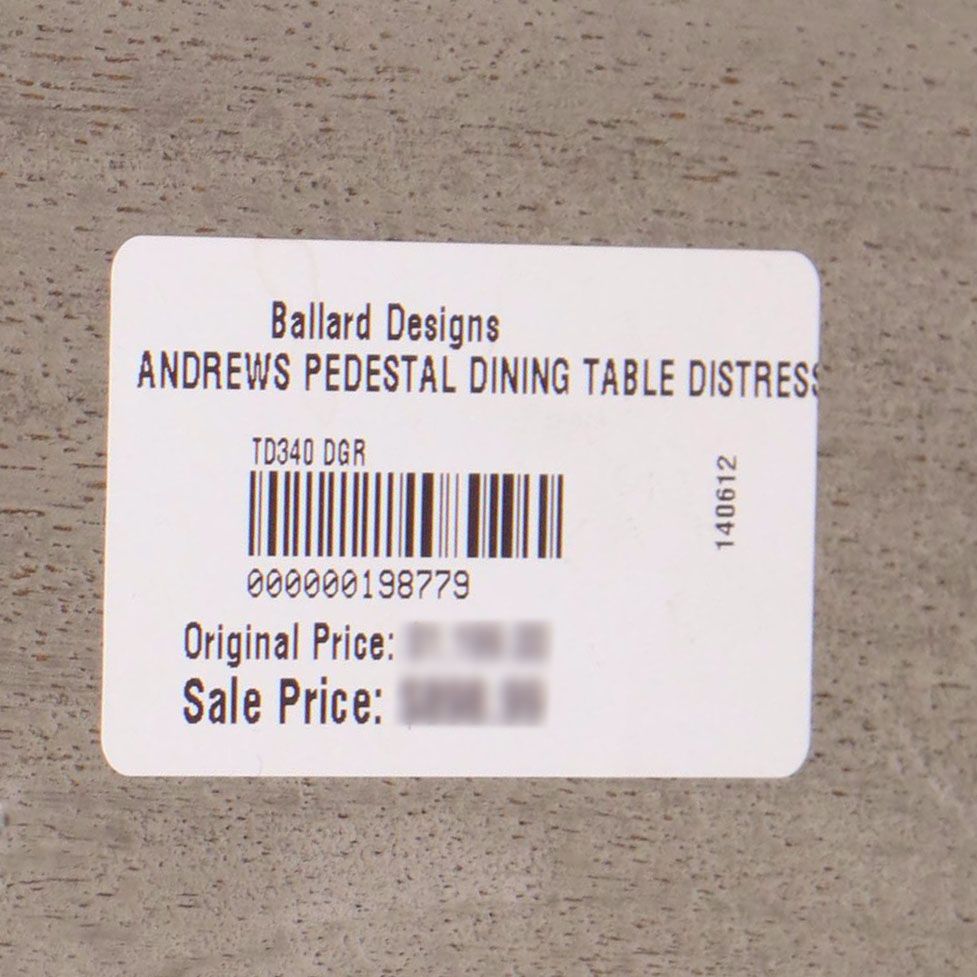 Ballard Designs
ANDREWS PEDESTAL DINING TABLE DISTRESS
TD340 DGR
140612
000000198779
Original Price:
Sale Price: